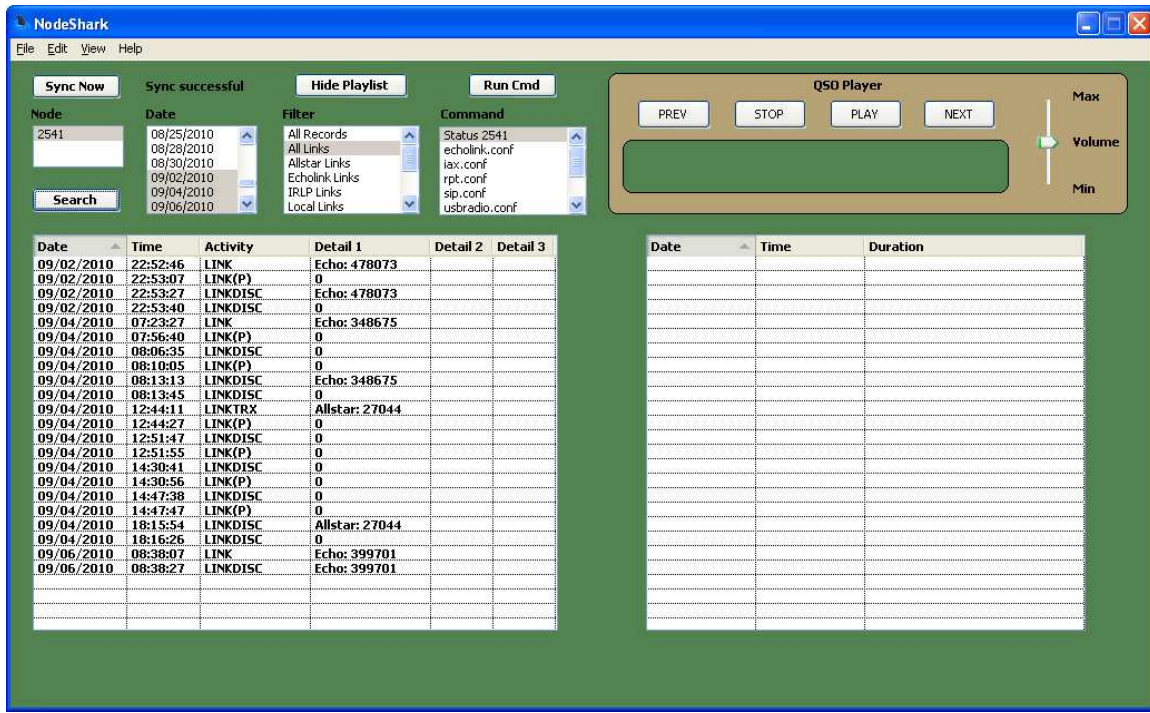 NodeShark
File Edit View Help
Sync Now Sync successful Hide Playlist Run Cmd
Node Date Filter Command
2541
08/25/2010
08/28/2010
08/30/2010
09/02/2010
09/04/2010
09/06/2010
All Records
All Links
Allstar Links
Echolink Links
IRLP Links
Local Links
Status 2541
echolink.conf
iax.conf
rpt.conf
sip.conf
usbradio.conf
Search
QSO Player
PREV STOP PLAY NEXT
Max
Volume
Min
Date Time Activity Detail 1 Detail 2 Detail 3
09/02/2010 22:52:46 LINK Echo: 478073
09/02/2010 22:53:07 LINK(P) 0
09/02/2010 22:53:27 LINKDISC Echo: 478073
09/02/2010 22:53:40 LINKDISC 0
09/04/2010 07:23:27 LINK Echo: 348675
09/04/2010 07:56:40 LINK(P) 0
09/04/2010 08:06:35 LINKDISC 0
09/04/2010 08:10:05 LINK(P) 0
09/04/2010 08:13:13 LINKDISC Echo: 348675
09/04/2010 08:13:45 LINKDISC 0
09/04/2010 12:44:11 LINKTRX Allstar: 27044
09/04/2010 12:44:27 LINK(P) 0
09/04/2010 12:51:47 LINKDISC 0
09/04/2010 12:51:55 LINK(P) 0
09/04/2010 14:30:41 LINKDISC 0
09/04/2010 14:30:56 LINK(P) 0
09/04/2010 14:47:38 LINKDISC 0
09/04/2010 14:47:47 LINK(P) 0
09/04/2010 18:15:54 LINKDISC Allstar: 27044
09/04/2010 18:16:26 LINKDISC 0
09/06/2010 08:38:07 LINK Echo: 399701
09/06/2010 08:38:27 LINKDISC Echo: 399701
Date Time Duration